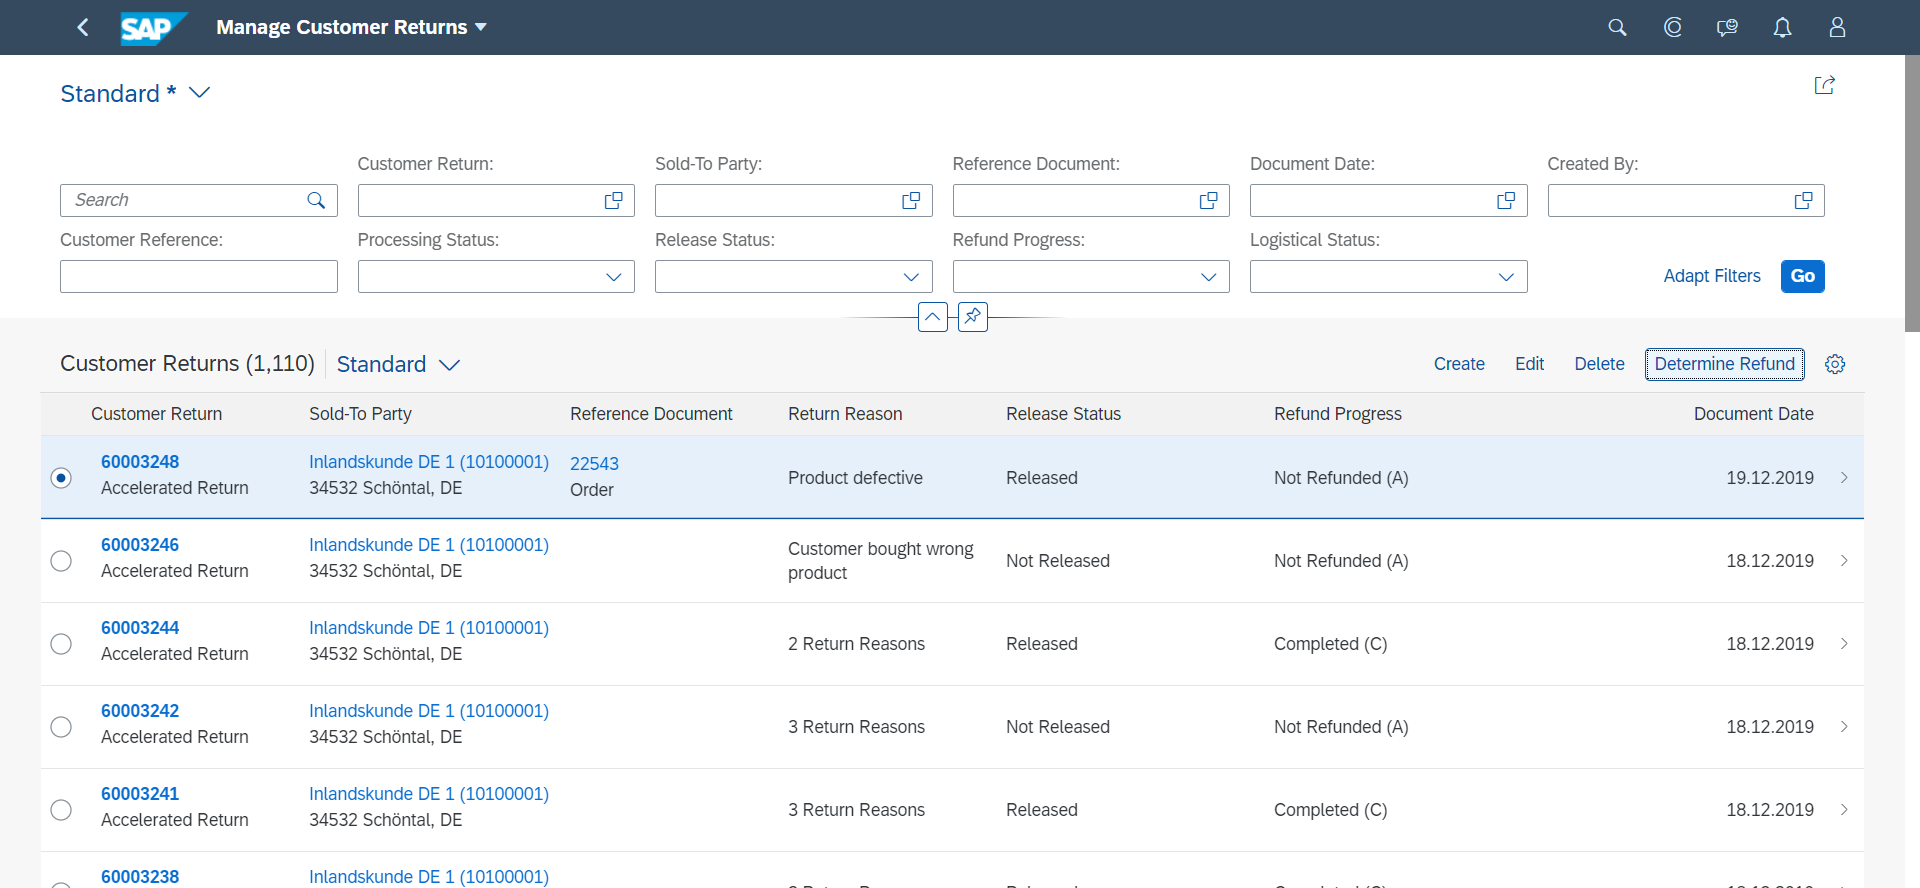 SAP Manage Customer Returns
Standard *
Customer Return: Sold-To Party: Reference Document: Document Date: Created By:
Search
Customer Reference: Processing Status: Release Status: Refund Progress: Logistical Status:
Adapt Filters Go
Customer Returns (1,110) Standard Create Edit Delete Determine Refund
Customer Return Sold-To Party Reference Document Return Reason Release Status Refund Progress Document Date
60003248 Inlandskunde DE 1 (10100001) 22543
Product defective Released Not Refunded (A) 19.12.2019
Accelerated Return 34532 Schöntal, DE Order
60003246 Inlandskunde DE 1 (10100001) Customer bought wrong
Not Released Not Refunded (A) 18.12.2019
Accelerated Return 34532 Schöntal, DE product
60003244 Inlandskunde DE 1 (10100001)
2 Return Reasons Released Completed (C) 18.12.2019
Accelerated Return 34532 Schöntal, DE
60003242 Inlandskunde DE 1 (10100001)
3 Return Reasons Not Released Not Refunded (A) 18.12.2019
Accelerated Return 34532 Schöntal, DE
60003241 Inlandskunde DE 1 (10100001)
3 Return Reasons Released Completed (C) 18.12.2019
Accelerated Return 34532 Schöntal, DE
60003238 Inlandskunde DE 1 (10100001)